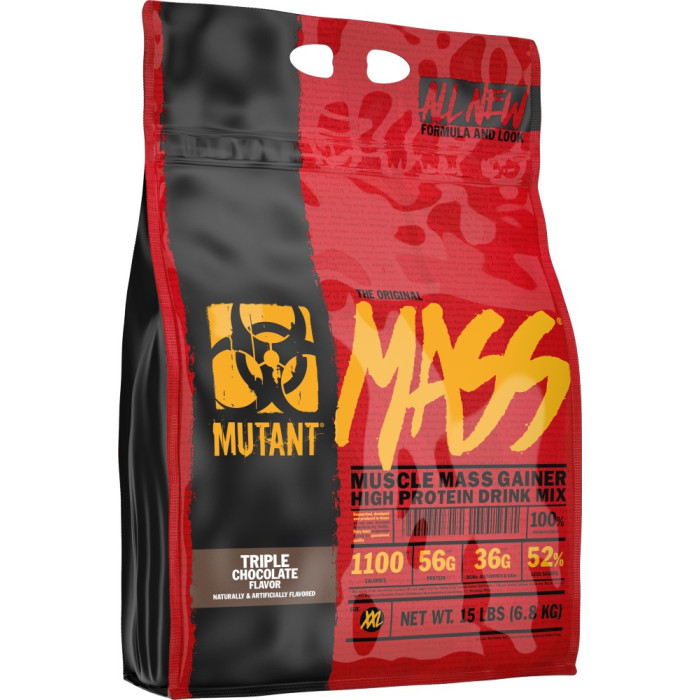 ALL NEW
FORMULA AND LOOK
THE ORIGINAL
MASS
MUTANT
MUSCLE MASS GAINER
HIGH PROTEIN DRINK MIX
100%
1100 56G 36G 52%
CALORIES PROTEIN
TRIPLE
CHOCOLATE
FLAVOR
NATURALLY & ARTIFICIALLY FLAVORED
XXL NET WT. 15 LBS (6.8 KG)